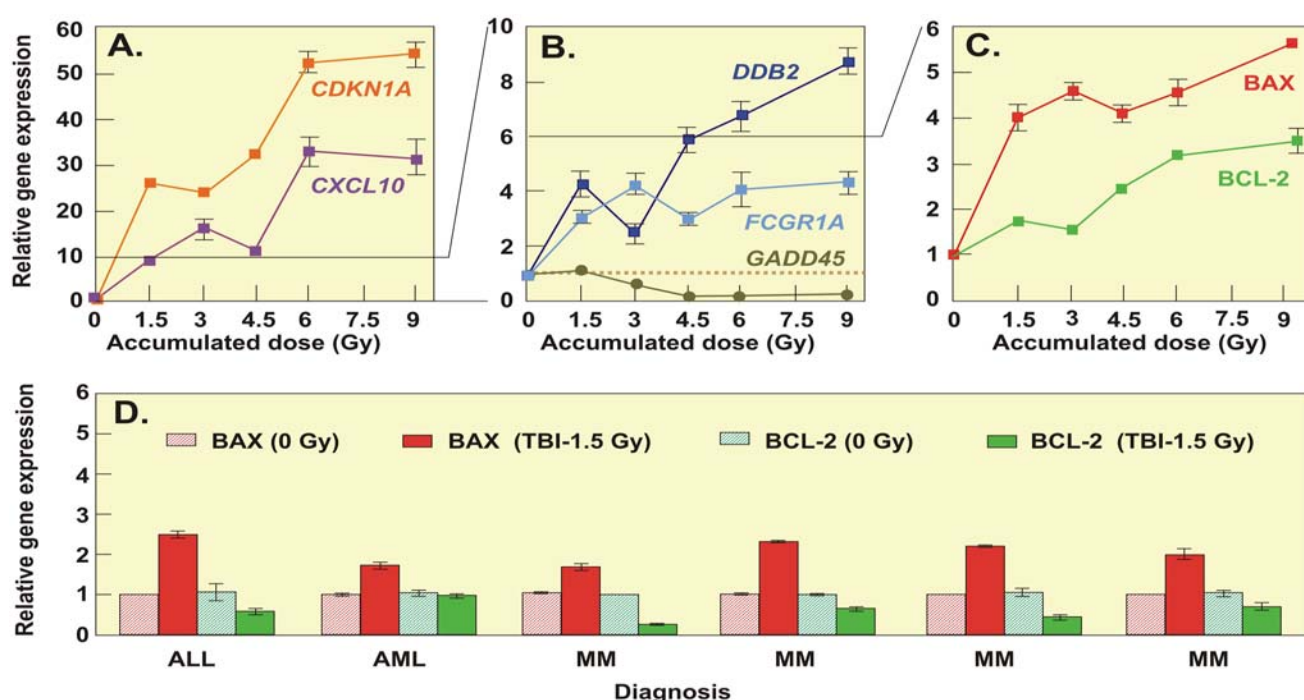 A.
Relative gene expression
60
50
40
30
20
10
0
CDKN1A
CXCL10
0 1.5 3 4.5 6 7.5 9
Accumulated dose (Gy)
B.
10
8
6
4
2
0
DDB2
FCGR1A
GADD45
0 1.5 3 4.5 6 7.5 9
Accumulated dose (Gy)
C.
6
5
4
3
2
1
0
BAX
BCL-2
0 1.5 3 4.5 6 7.5 9
Accumulated dose (Gy)
D.
Relative gene expression
6
5
4
3
2
1
0
BAX (0 Gy) BAX (TBI-1.5 Gy) BCL-2 (0 Gy) BCL-2 (TBI-1.5 Gy)
ALL AML MM MM MM MM
Diagnosis